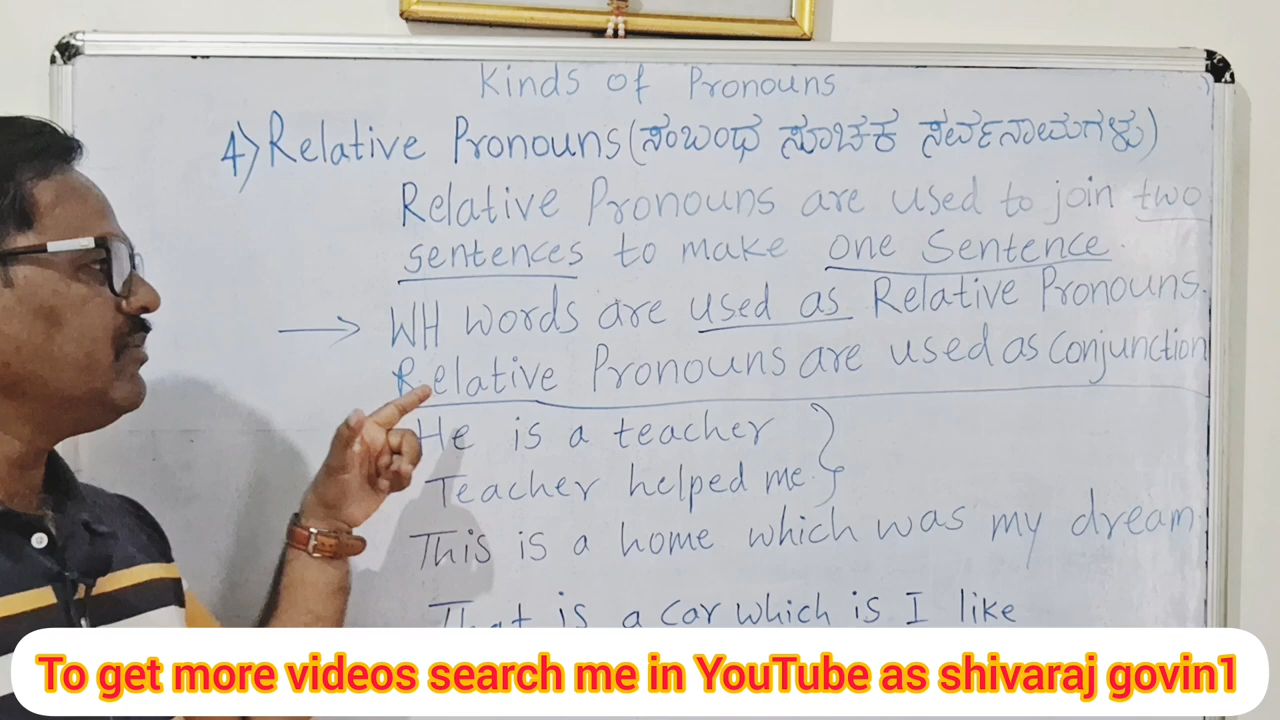 Kinds of Pronouns
4) Relative Pronouns (ಸಂಬಂಧ ಸೂಚಕ ಸರ್ವನಾಮಗಳು)
Relative Pronouns are used to join two
sentences to make one Sentence.
→ WH words are used as Relative Pronouns.
Relative Pronouns are used as conjunction
He is a teacher }
Teacher helped me. }
This is a home which was my dream.
That is a car which is I like
To get more videos search me in YouTube as shivaraj govin1